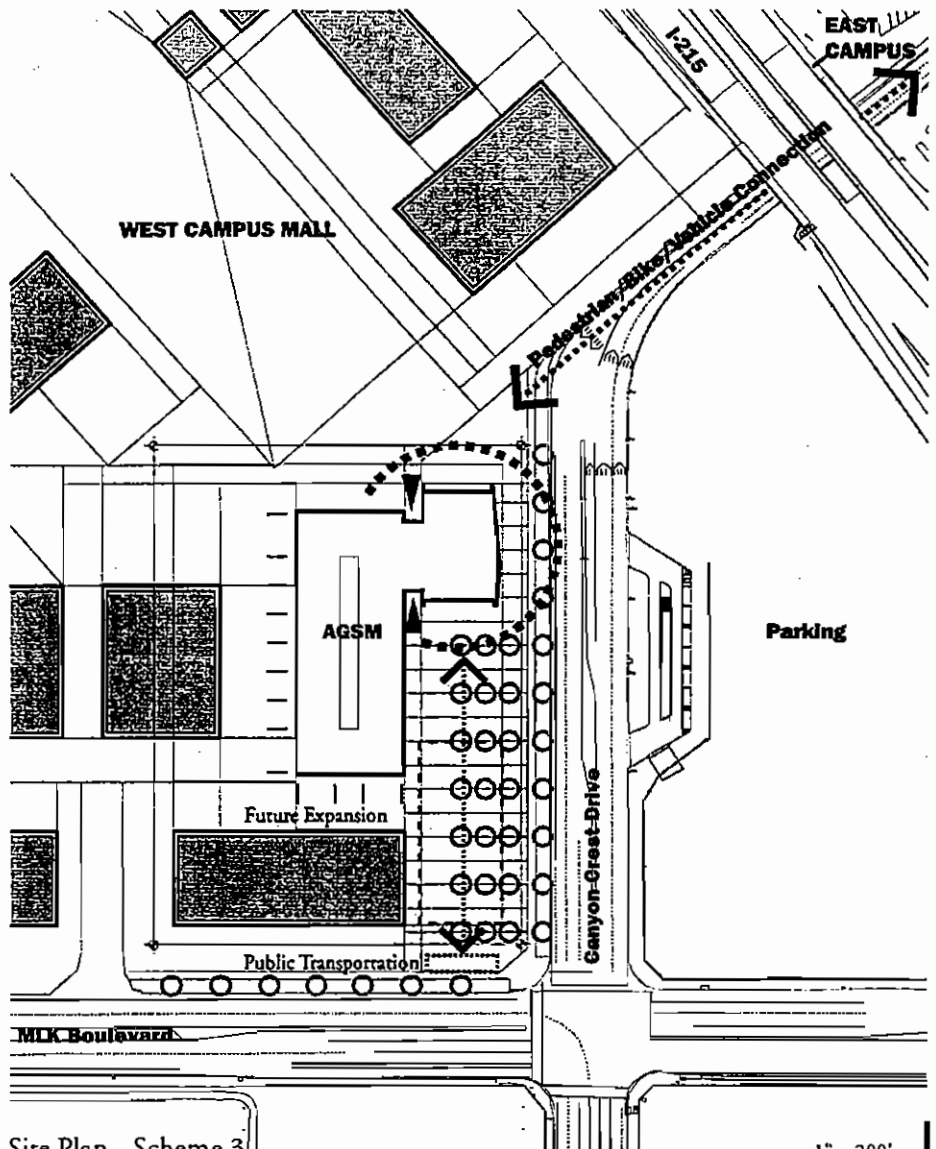 EAST
CAMPUS
I-215
Pedestrian/Bike/Vehicle Connection
WEST CAMPUS MALL
AGSM
Parking
Future Expansion
Canyon Crest Drive
Public Transportation
MLK Boulevard
Site Plan Scheme 3